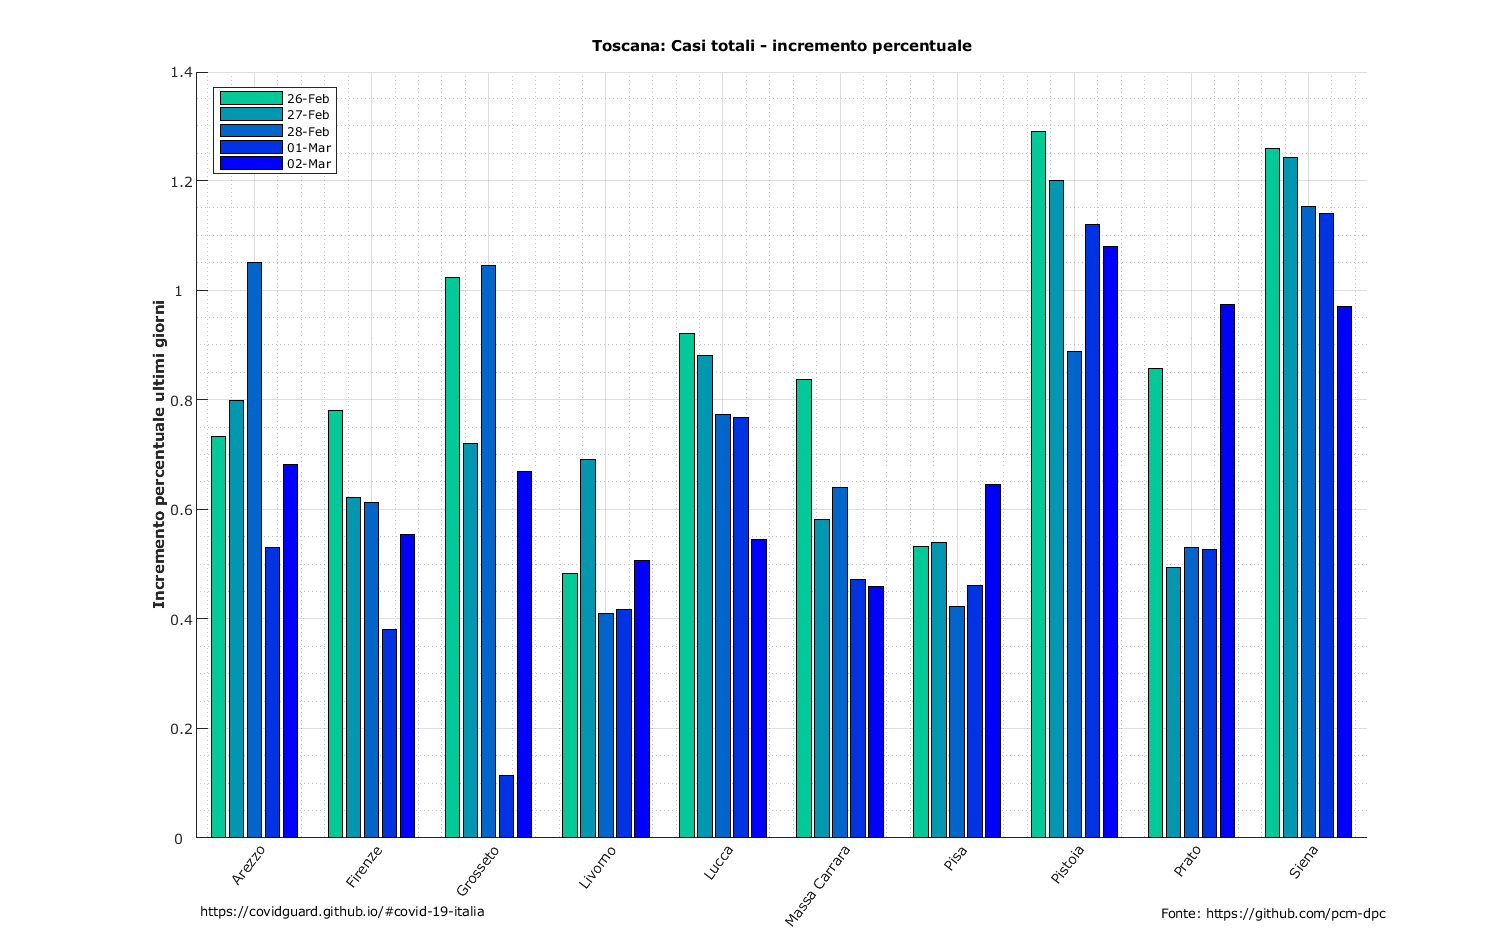 Toscana: Casi totali - incremento percentuale
Incremento percentuale ultimi giorni
1.4
1.2
1
0.8
0.6
0.4
0.2
0
26-Feb
27-Feb
28-Feb
01-Mar
02-Mar
Arezzo
Firenze
Grosseto
Livorno
Lucca
Massa Carrara
Pisa
Pistoia
Prato
Siena
https://covidguard.github.io/#covid-19-italia
Fonte: https://github.com/pcm-dpc